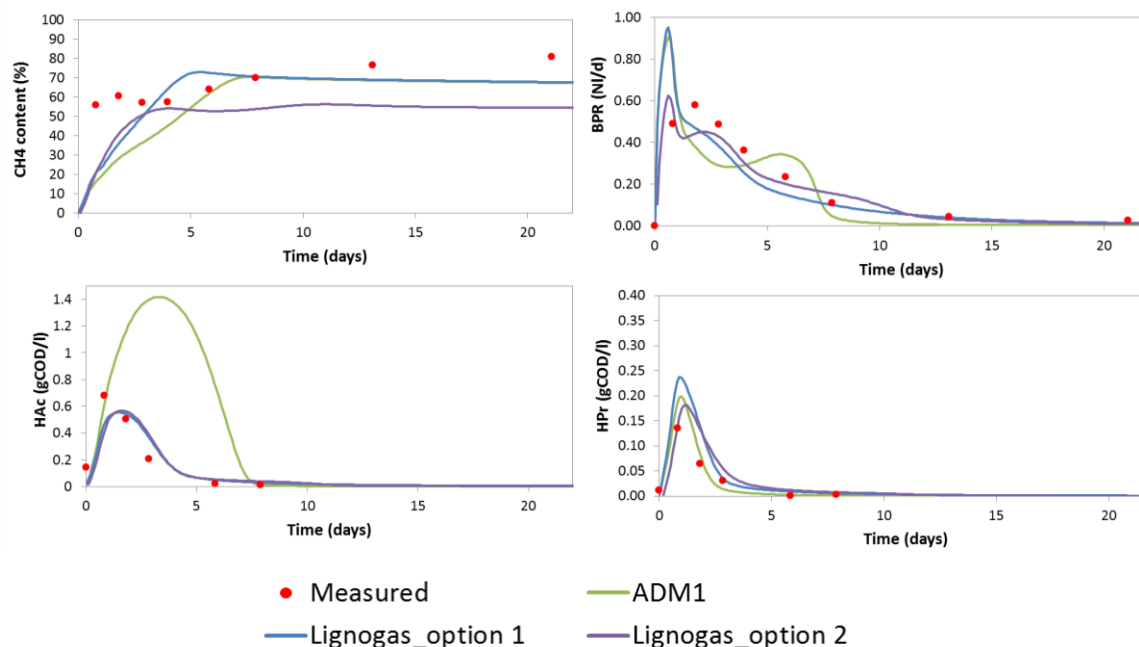 CH4 content (%)
100
90
80
70
60
50
40
30
20
10
0
0 5 10 15 20
Time (days)
BPR (Nl/d)
1.00
0.80
0.60
0.40
0.20
0.00
0 5 10 15 20
Time (days)
HAc (gCOD/l)
1.4
1.2
1
0.8
0.6
0.4
0.2
0
0 5 10 15 20
Time (days)
HPr (gCOD/l)
0.40
0.35
0.30
0.25
0.20
0.15
0.10
0.05
0.00
0 5 10 15 20
Time (days)
Measured ADM1
Lignogas_option 1 Lignogas_option 2